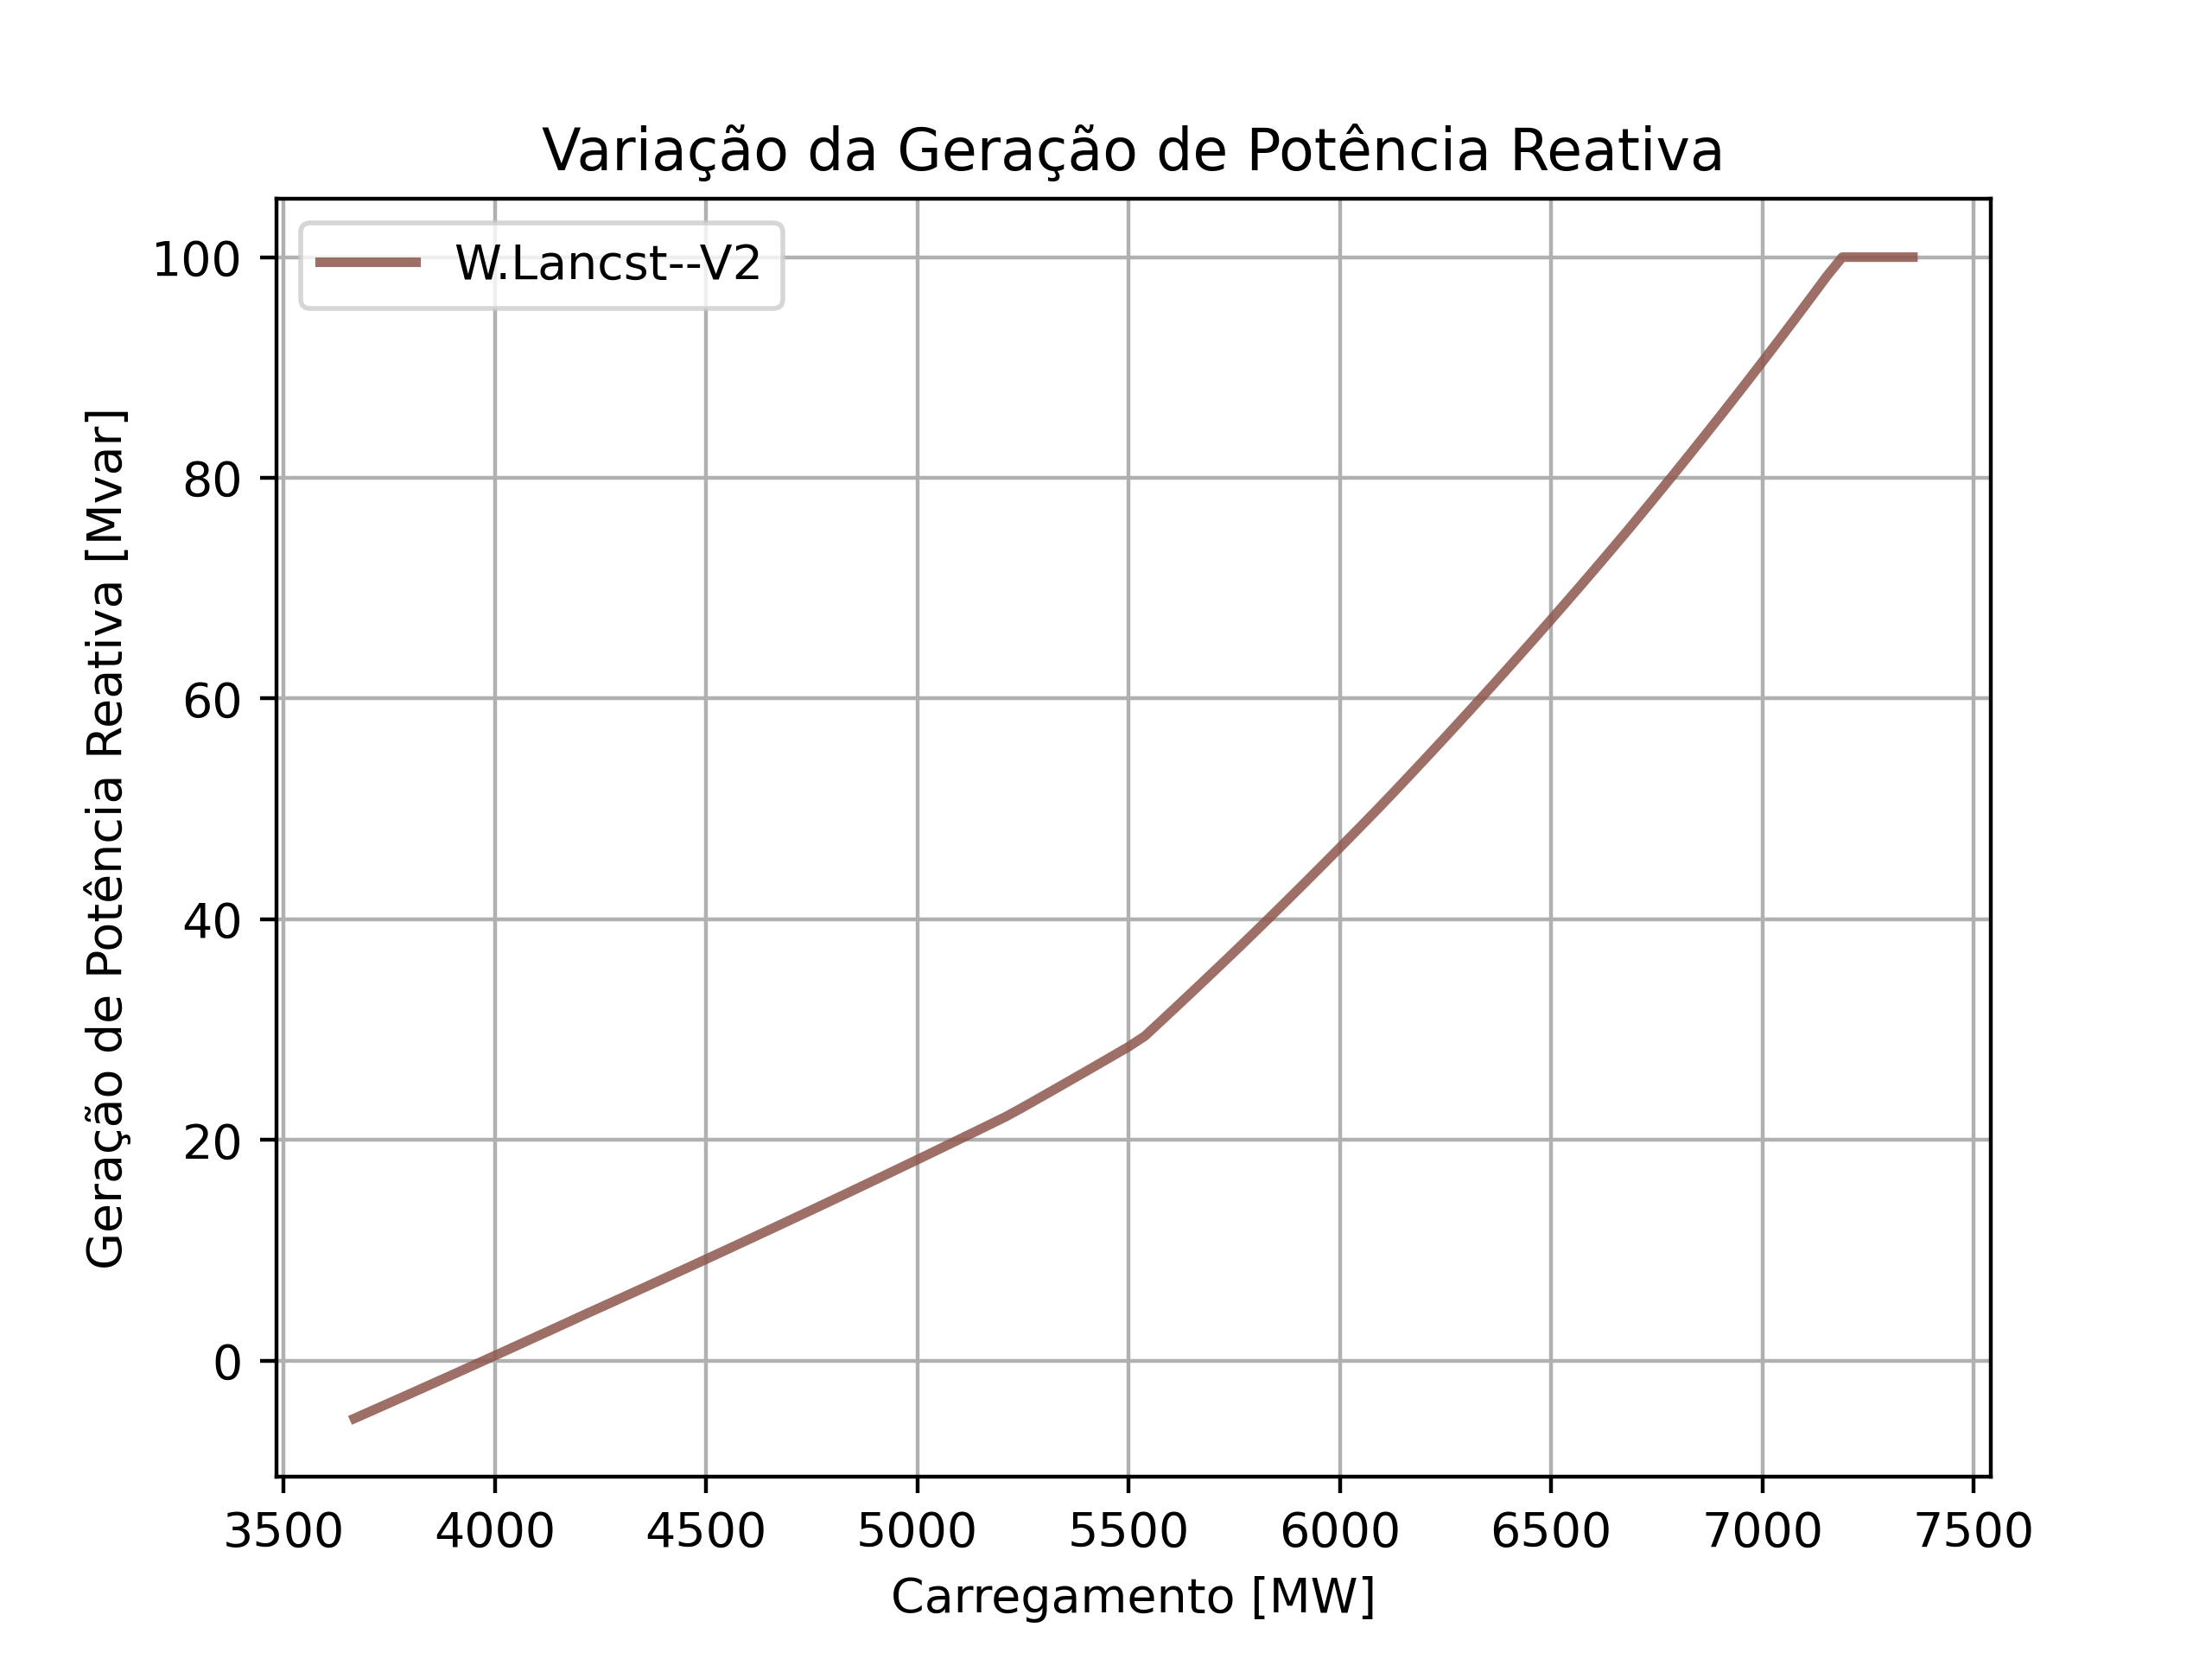 Variação da Geração de Potência Reativa
W.Lancst--V2
Geração de Potência Reativa [Mvar]
100
80
60
40
20
0
3500 4000 4500 5000 5500 6000 6500 7000 7500
Carregamento [MW]